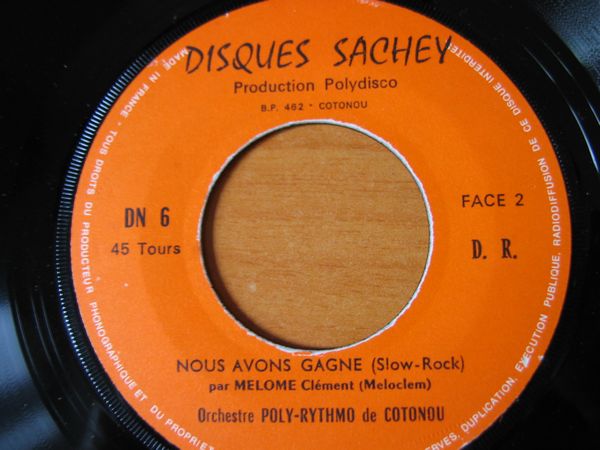 DISQUES SACHEY
Production Polydisco
B.P. 462 - COTONOU
DN 6
45 Tours
FACE 2
D. R.
NOUS AVONS GAGNE (Slow-Rock)
par MELOME Clément (Meloclem)
Orchestre POLY-RYTHMO de COTONOU
MADE IN FRANCE - TOUS DROITS DU PRODUCTEUR PHONOGRAPHIQUE ET DU
RÉSERVES, DUPLICATION, EXECUTION PUBLIQUE, RADIODIFFUSION DE CE DISQUE INTERDITES